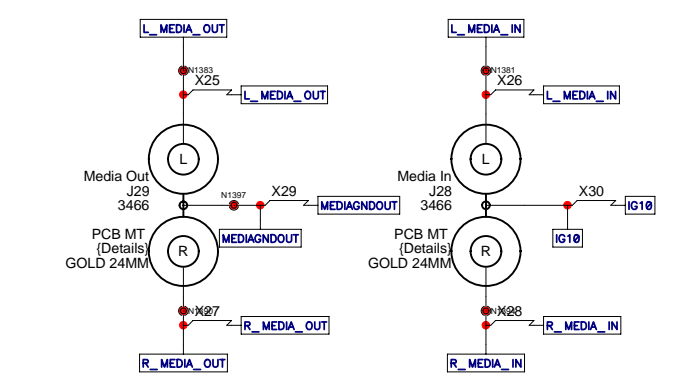 L_MEDIA_OUT
N1383
X25
L_MEDIA_OUT
L
Media Out
J29
3466
N1397
X29
MEDIAGNDOUT
MEDIAGNDOUT
PCB MT
{Details}
GOLD 24MM
R
X27
R_MEDIA_OUT
R_MEDIA_OUT
L_MEDIA_IN
N1381
X26
L_MEDIA_IN
L
Media In
J28
3466
X30
IG10
IG10
PCB MT
{Details}
GOLD 24MM
R
X28
R_MEDIA_IN
R_MEDIA_IN